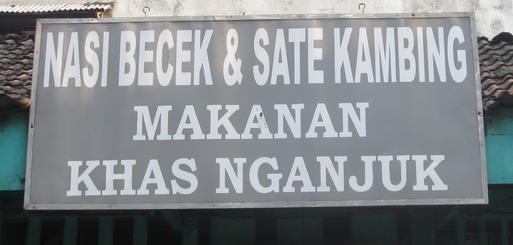 NASI BECEK & SATE KAMBING
MAKANAN
KHAS NGANJUK